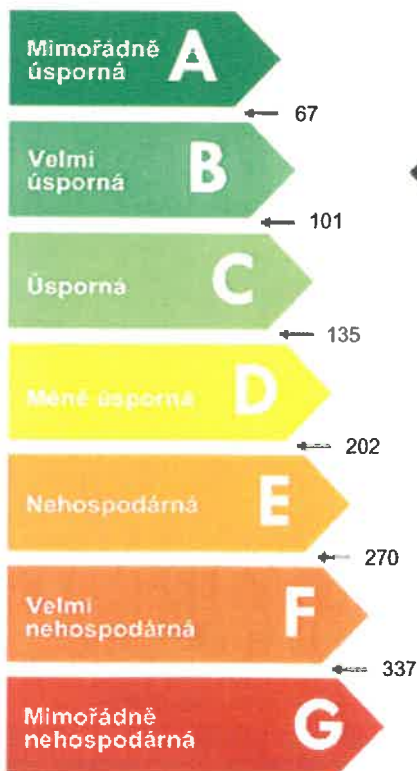 Mimořádně
úsporná A
67
Velmi
úsporná B
101
Úsporná C
135
Méně úsporná D
202
Nehospodárná E
270
Velmi
nehospodárná F
337
Mimořádně
nehospodárná G